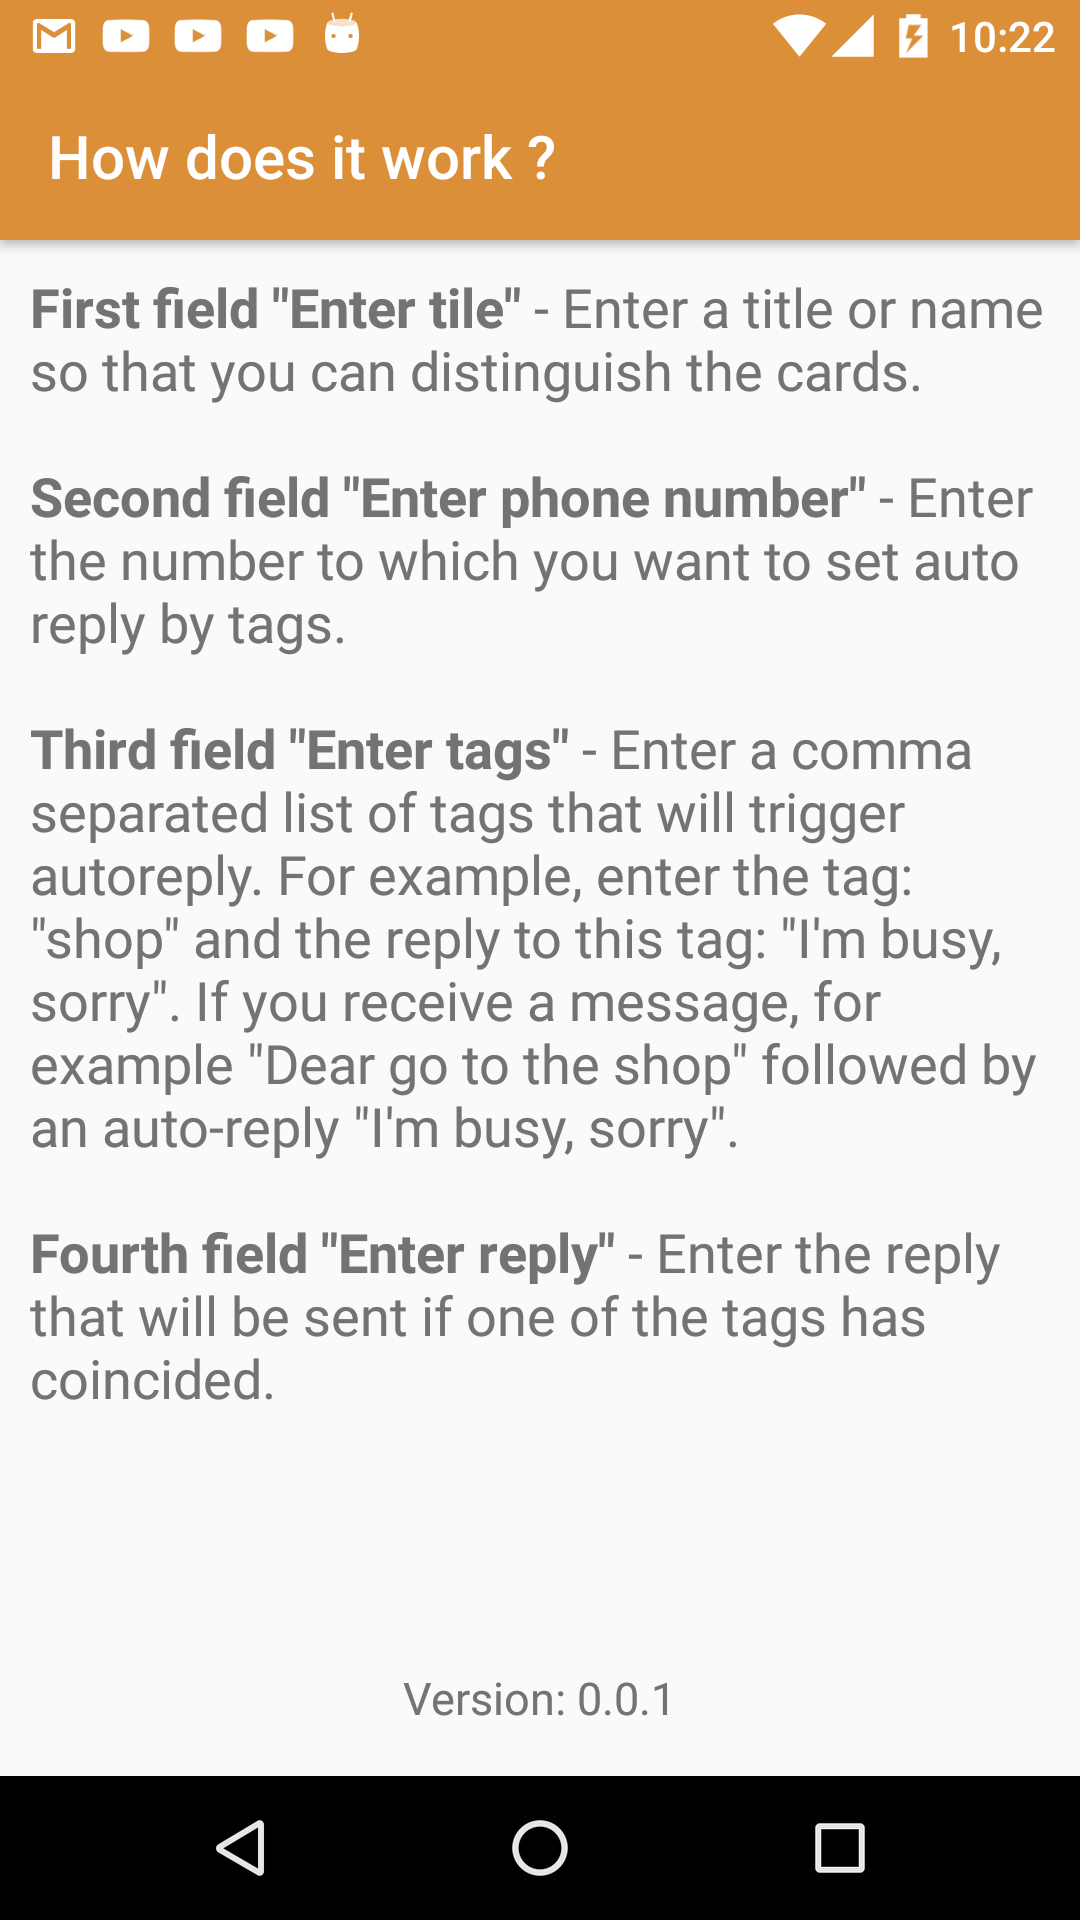 10:22
How does it work ?
First field "Enter tile" - Enter a title or name
so that you can distinguish the cards.
Second field "Enter phone number" - Enter
the number to which you want to set auto
reply by tags.
Third field "Enter tags" - Enter a comma
separated list of tags that will trigger
autoreply. For example, enter the tag:
"shop" and the reply to this tag: "I'm busy,
sorry". If you receive a message, for
example "Dear go to the shop" followed by
an auto-reply "I'm busy, sorry".
Fourth field "Enter reply" - Enter the reply
that will be sent if one of the tags has
coincided.
Version: 0.0.1